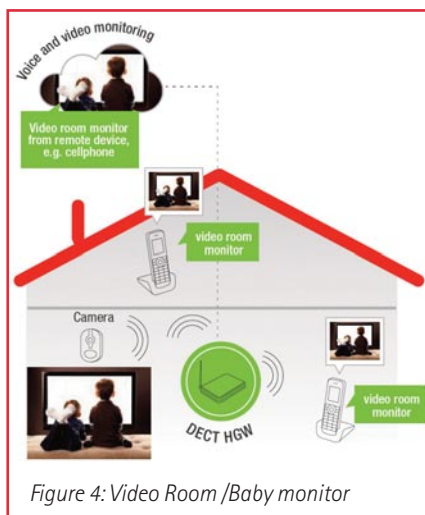 Voice and video monitoring
Video room monitor
from remote device,
e.g. cellphone
video room
monitor
Camera
DECT HGW
video room
monitor
Figure 4: Video Room /Baby monitor